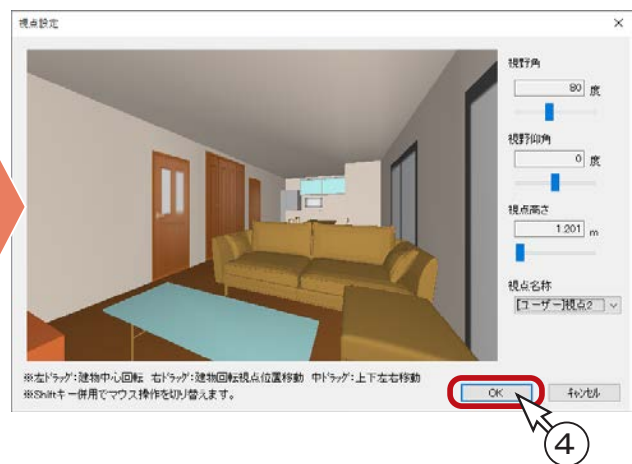 視点設定
視野角
80 度
視野仰角
0 度
視点高さ
1.201 m
視点名称
[ユーザー]視点2
※左ドラッグ:建物中心回転 右ドラッグ:建物回転視点位置移動 中ドラッグ:上下左右移動
※Shiftキー併用でマウス操作を切り替えます。
OK
キャンセル
4